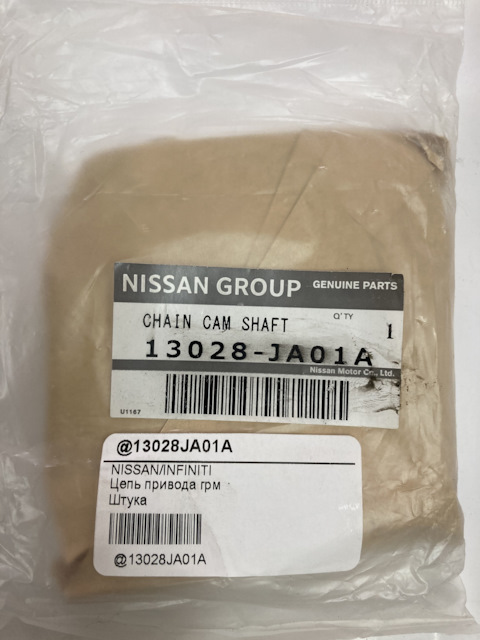 NISSAN GROUP GENUINE PARTS
CHAIN CAM SHAFT Q'TY 1
13028-JA01A
Nissan Motor Co., Ltd.
U1167
@13028JA01A
NISSAN/INFINITI
Цепь привода грм
Штука
@13028JA01A